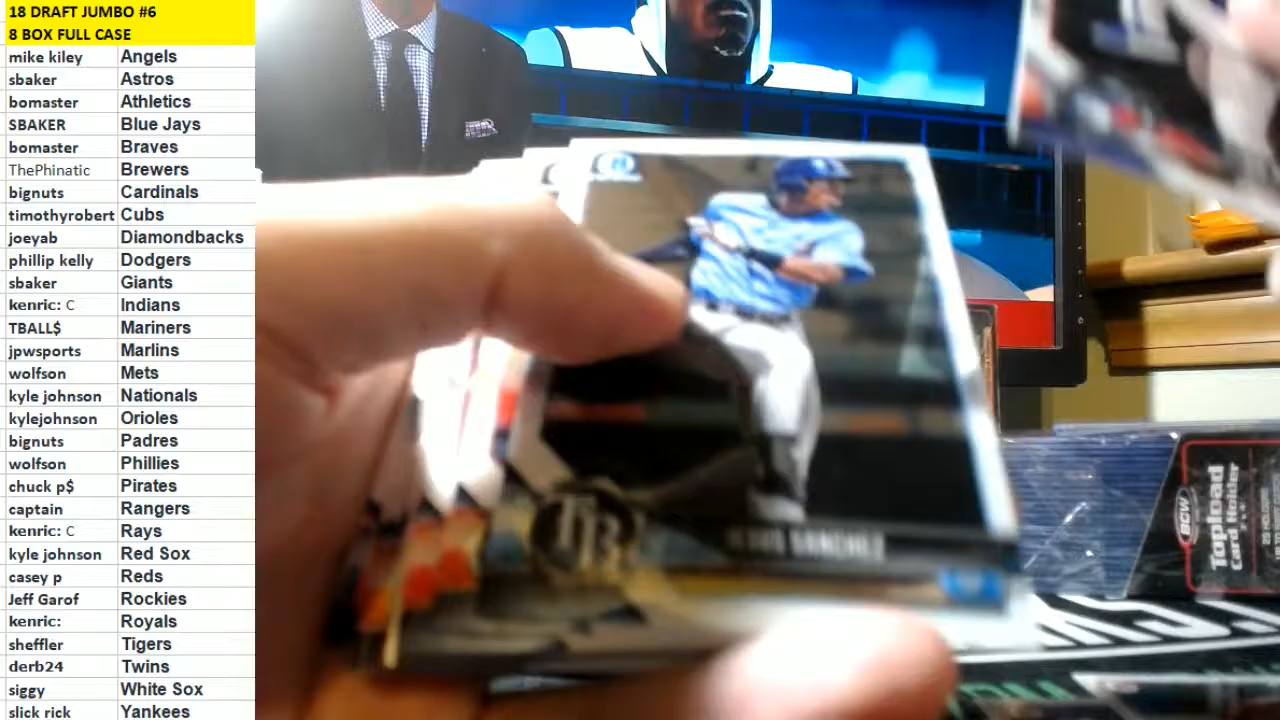 18 DRAFT JUMBO #6
8 BOX FULL CASE
mike kiley Angels
sbaker Astros
bomaster Athletics
SBAKER Blue Jays
bomaster Braves
ThePhinatic Brewers
bignuts Cardinals
timothyrobert Cubs
joeyab Diamondbacks
phillip kelly Dodgers
sbaker Giants
kenric: C Indians
TBALL$ Mariners
jpwsports Marlins
wolfson Mets
kyle johnson Nationals
kylejohnson Orioles
bignuts Padres
wolfson Phillies
chuck p$ Pirates
captain Rangers
kenric: C Rays
kyle johnson Red Sox
casey p Reds
Jeff Garof Rockies
kenric: Royals
sheffler Tigers
derb24 Twins
siggy White Sox
slick rick Yankees
TB
SANCHEZ
BCW
Topload
Card Holder